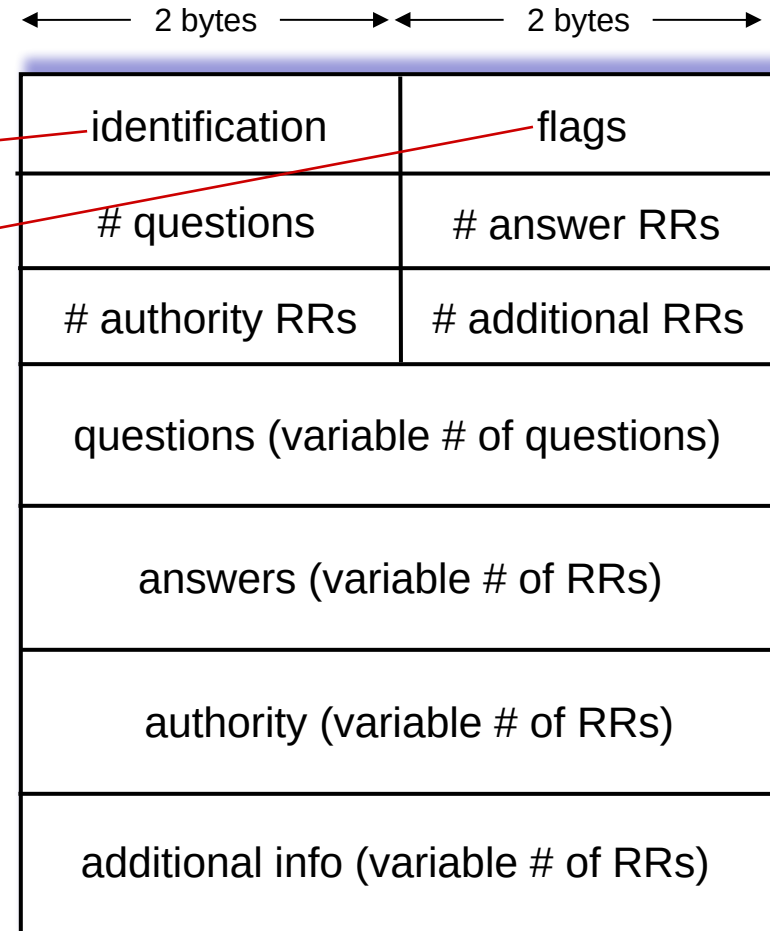 2 bytes 2 bytes
identification flags
# questions # answer RRs
# authority RRs # additional RRs
questions (variable # of questions)
answers (variable # of RRs)
authority (variable # of RRs)
additional info (variable # of RRs)